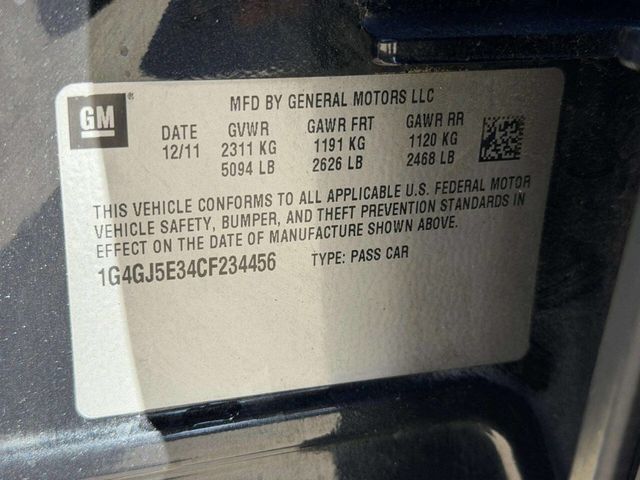 GM ®
MFD BY GENERAL MOTORS LLC
DATE GVWR GAWR FRT GAWR RR
12/11 2311 KG 1191 KG 1120 KG
5094 LB 2626 LB 2468 LB
THIS VEHICLE CONFORMS TO ALL APPLICABLE U.S. FEDERAL MOTOR
VEHICLE SAFETY, BUMPER, AND THEFT PREVENTION STANDARDS IN
EFFECT ON THE DATE OF MANUFACTURE SHOWN ABOVE.
1G4GJ5E34CF234456 TYPE: PASS CAR